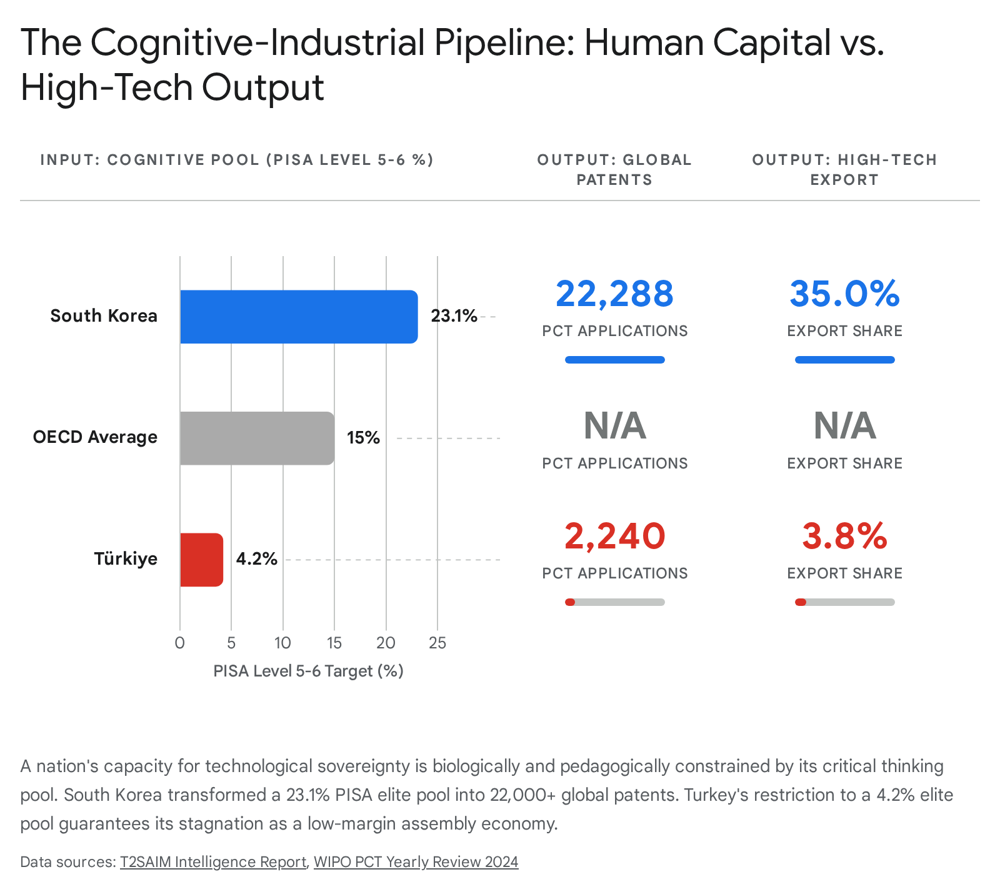 The Cognitive-Industrial Pipeline: Human Capital vs.
High-Tech Output
INPUT: COGNITIVE POOL (PISA LEVEL 5-6 %)
OUTPUT: GLOBAL
PATENTS
OUTPUT: HIGH-TECH
EXPORT
South Korea
23.1%
22,288
PCT APPLICATIONS
35.0%
EXPORT SHARE
OECD Average
15%
N/A
PCT APPLICATIONS
N/A
EXPORT SHARE
Türkiye
4.2%
2,240
PCT APPLICATIONS
3.8%
EXPORT SHARE
0 5 10 15 20 25
PISA Level 5-6 Target (%)
A nation's capacity for technological sovereignty is biologically and pedagogically constrained by its critical thinking
pool. South Korea transformed a 23.1% PISA elite pool into 22,000+ global patents. Turkey's restriction to a 4.2% elite
pool guarantees its stagnation as a low-margin assembly economy.
Data sources: T2SAIM Intelligence Report, WIPO PCT Yearly Review 2024